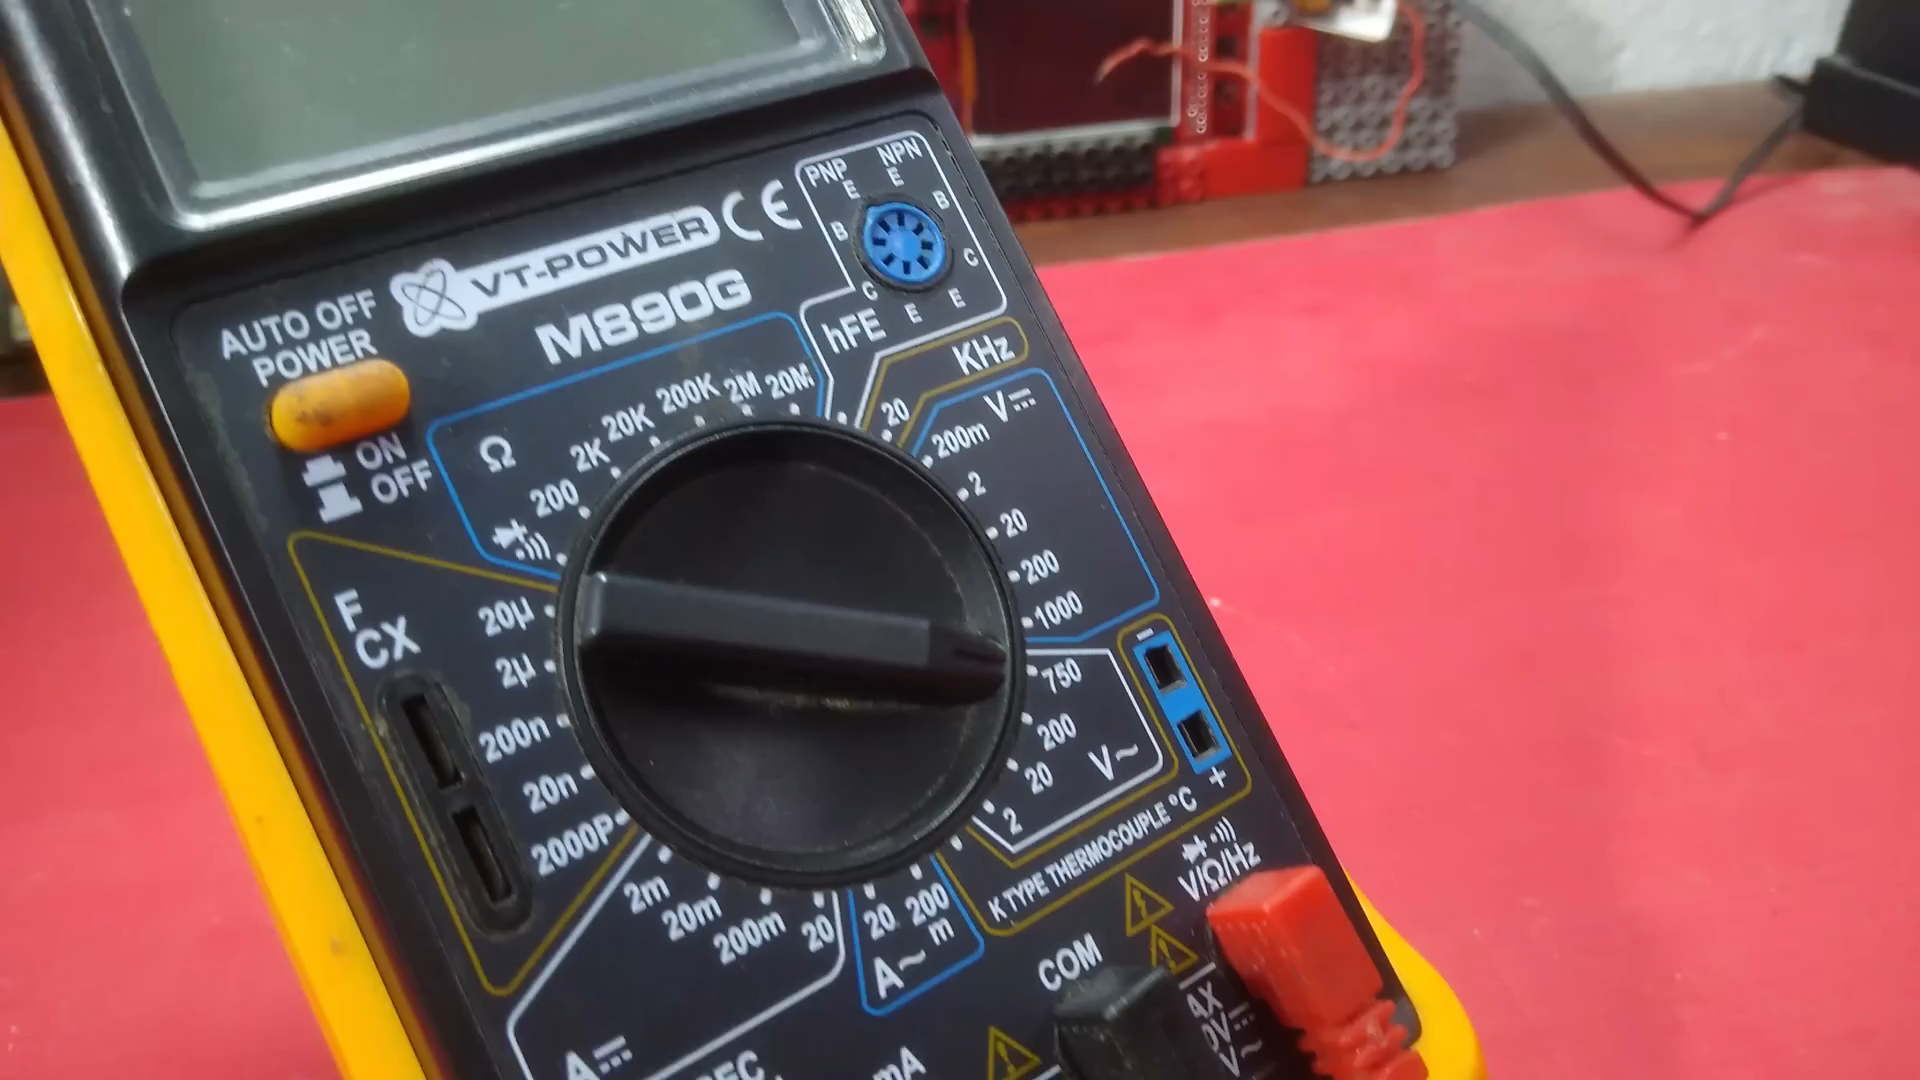 PNP NPN
E E
B B
C
C
E E
hFE
VT-POWER CE
M890G
AUTO OFF
POWER
ON
OFF
KHz
20
Ω
200 2K 20K 200K 2M 20M
V
200m
2
20
200
1000
F
CX
20µ
2µ
200n
20n
2000P
750
200
20
2
V~
-
+
K TYPE THERMOCOUPLE °C
2m
20m
200m
20
20 200
m
A~
A
V/Ω/Hz
COM
mA